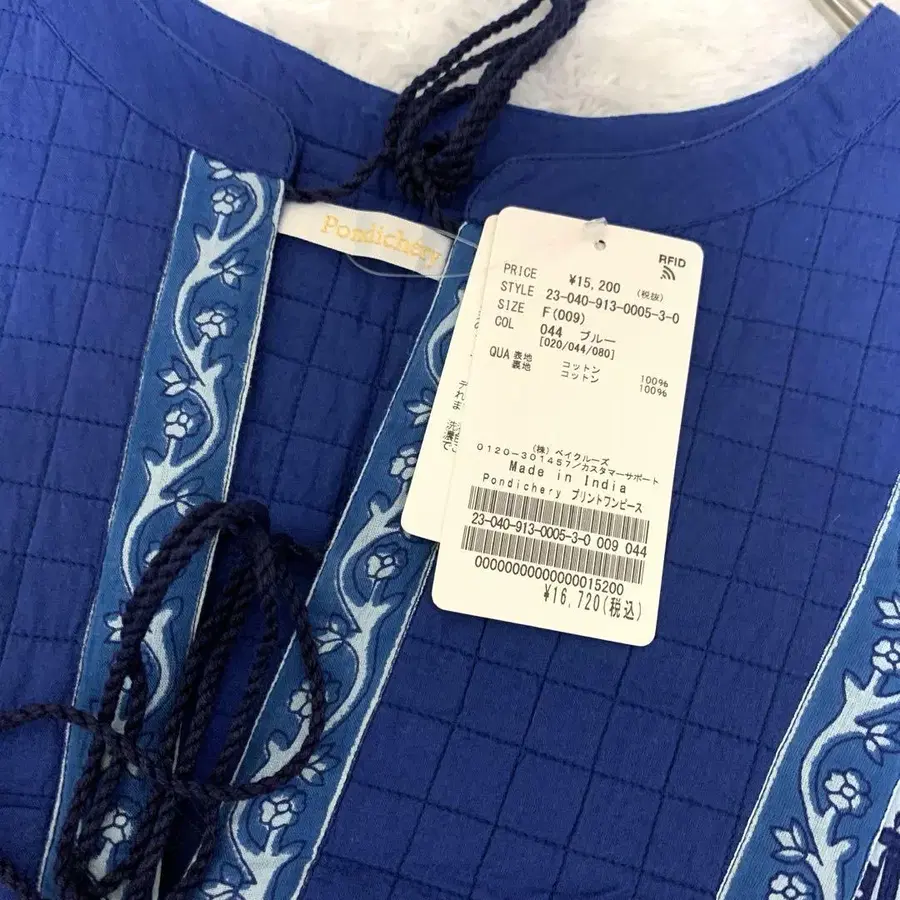 Pondichéry
RFID
PRICE ¥15,200 (税抜)
STYLE 23-040-913-0005-3-0
SIZE F(009)
COL 044 ブルー
[020/044/080]
QUA 表地 コットン 100%
裏地 コットン 100%
(株) ベイクルーズ
0120-301457/カスタマーサポート
Made in India
Pondichery プリントワンピース
23-040-913-0005-3-0 009 044
0000000000000015200
¥16,720(税込)